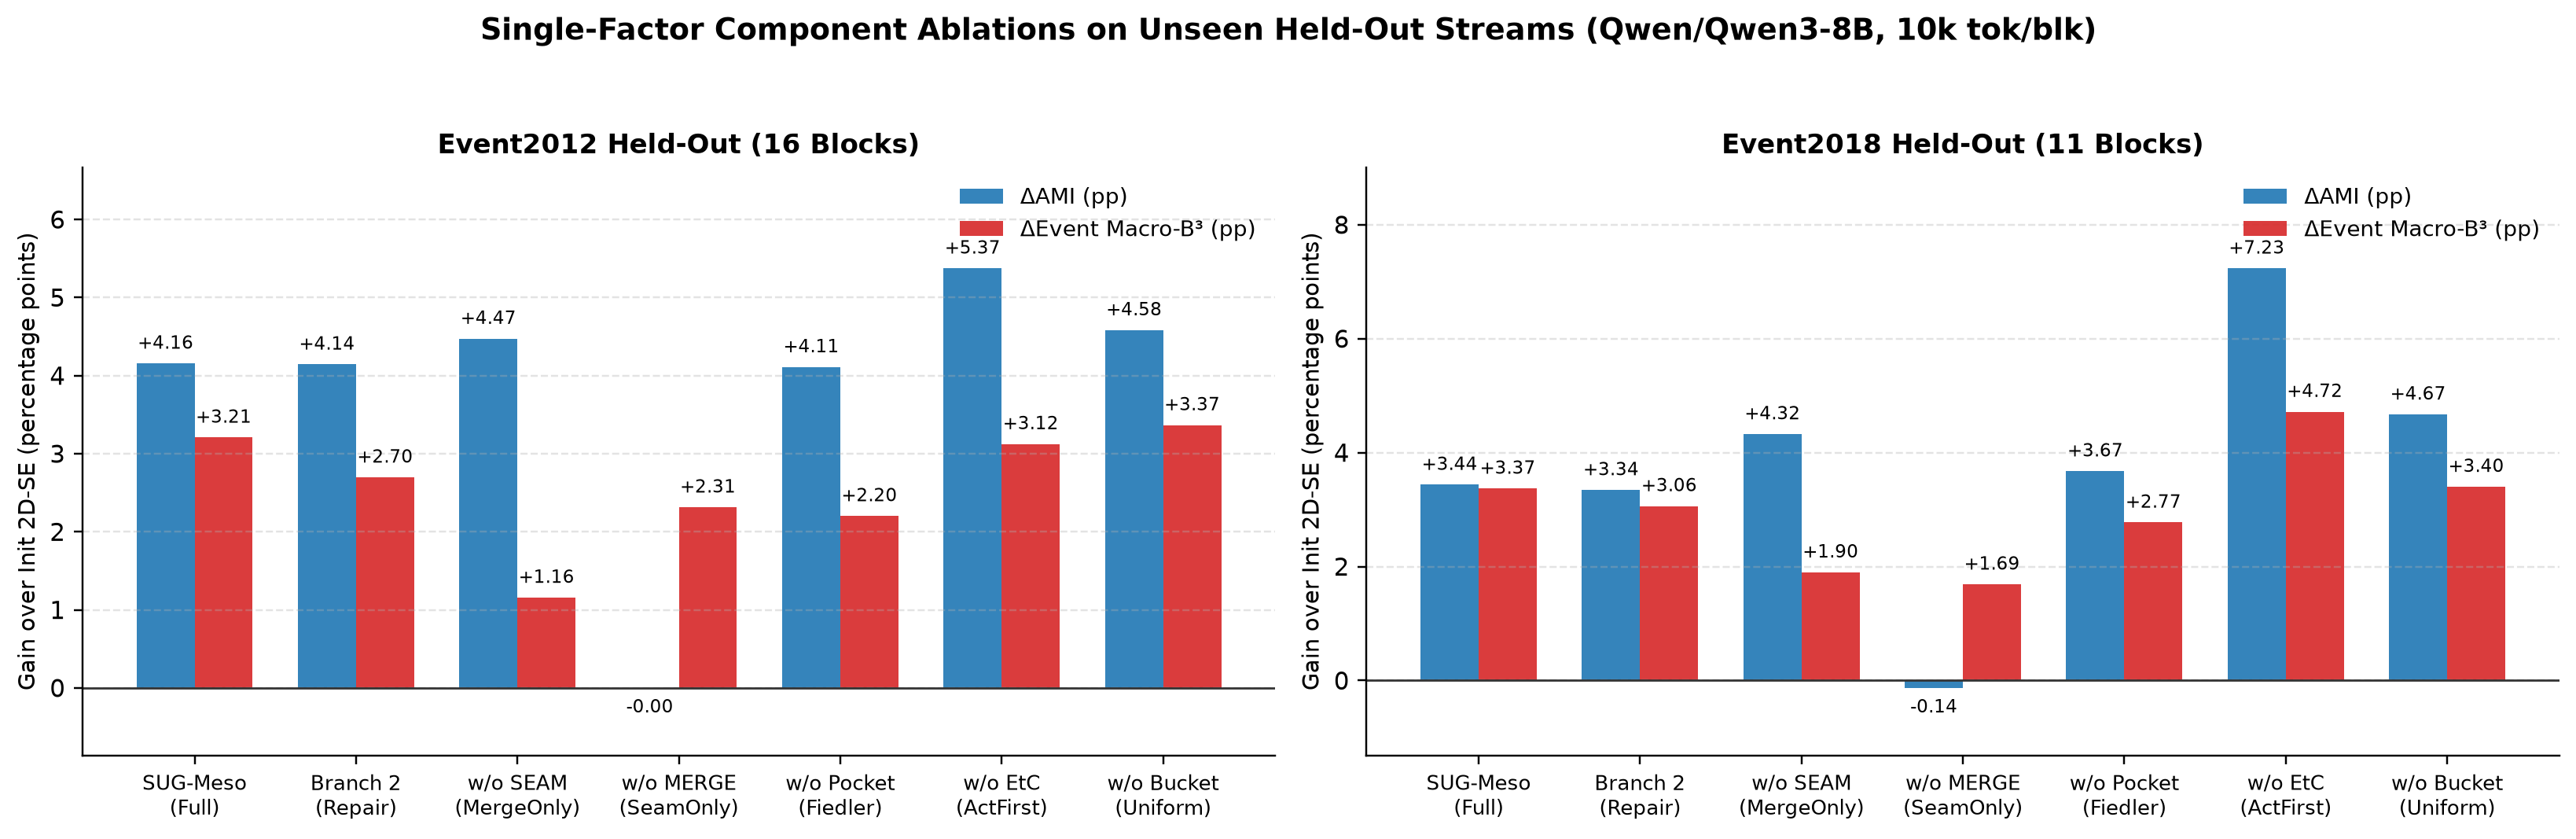 Single-Factor Component Ablations on Unseen Held-Out Streams (Qwen/Qwen3-8B, 10k tok/blk)
Event2012 Held-Out (16 Blocks)
Gain over Init 2D-SE (percentage points)
6
5
4
3
2
1
0
ΔAMI (pp)
ΔEvent Macro-B³ (pp)
+4.16
+3.21
+4.14
+2.70
+4.47
+1.16
-0.00
+2.31
+4.11
+2.20
+5.37
+3.12
+4.58
+3.37
SUG-Meso
(Full)
Branch 2
(Repair)
w/o SEAM
(MergeOnly)
w/o MERGE
(SeamOnly)
w/o Pocket
(Fiedler)
w/o EtC
(ActFirst)
w/o Bucket
(Uniform)
Event2018 Held-Out (11 Blocks)
Gain over Init 2D-SE (percentage points)
8
6
4
2
0
ΔAMI (pp)
ΔEvent Macro-B³ (pp)
+3.44
+3.37
+3.34
+3.06
+4.32
+1.90
-0.14
+1.69
+3.67
+2.77
+7.23
+4.72
+4.67
+3.40
SUG-Meso
(Full)
Branch 2
(Repair)
w/o SEAM
(MergeOnly)
w/o MERGE
(SeamOnly)
w/o Pocket
(Fiedler)
w/o EtC
(ActFirst)
w/o Bucket
(Uniform)